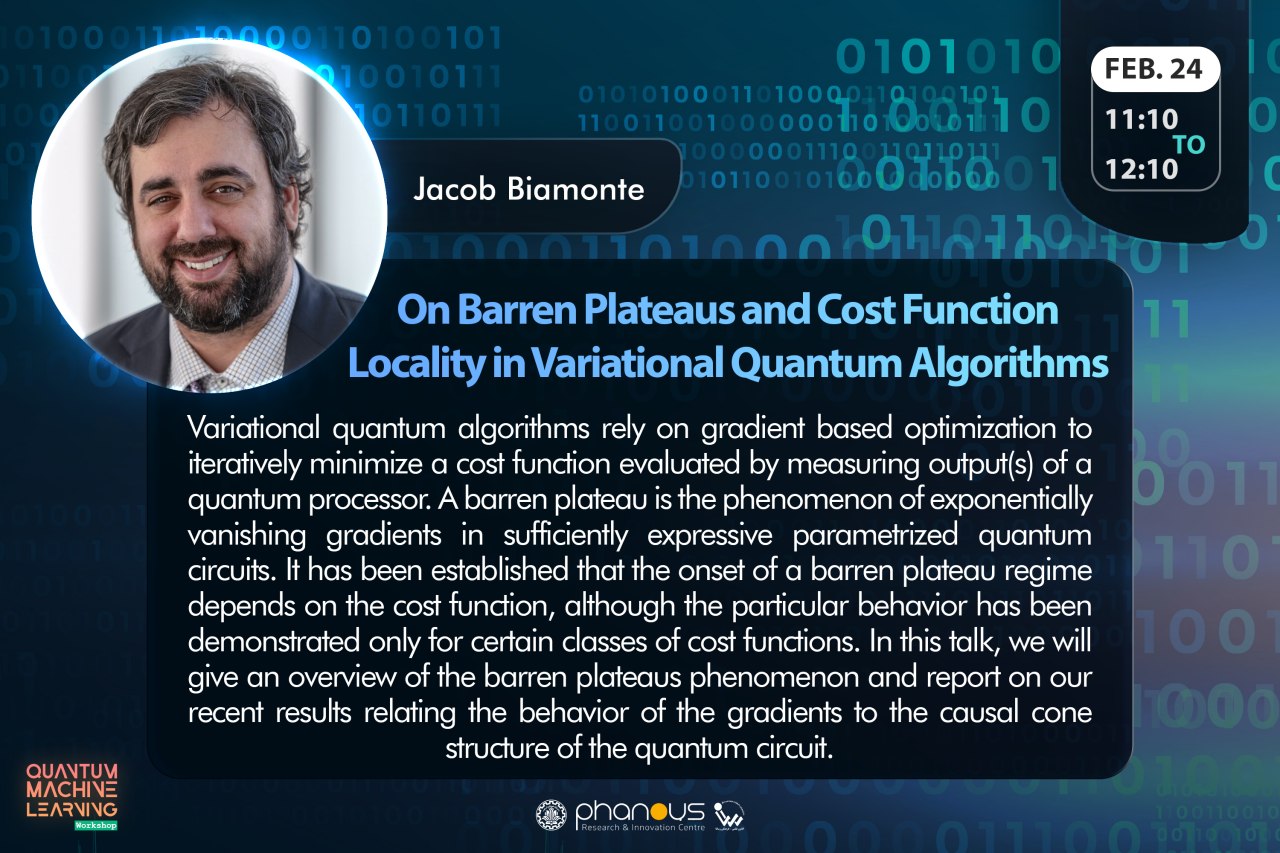 Jacob Biamonte
FEB. 24
11:10
TO
12:10
On Barren Plateaus and Cost Function
Locality in Variational Quantum Algorithms
Variational quantum algorithms rely on gradient based optimization to
iteratively minimize a cost function evaluated by measuring output(s) of a
quantum processor. A barren plateau is the phenomenon of exponentially
vanishing gradients in sufficiently expressive parametrized quantum
circuits. It has been established that the onset of a barren plateau regime
depends on the cost function, although the particular behavior has been
demonstrated only for certain classes of cost functions. In this talk, we will
give an overview of the barren plateaus phenomenon and report on our
recent results relating the behavior of the gradients to the causal cone
structure of the quantum circuit.
QUANTUM
MACHINE
LEARNING
Workshop
phanous
Research & Innovation Centre